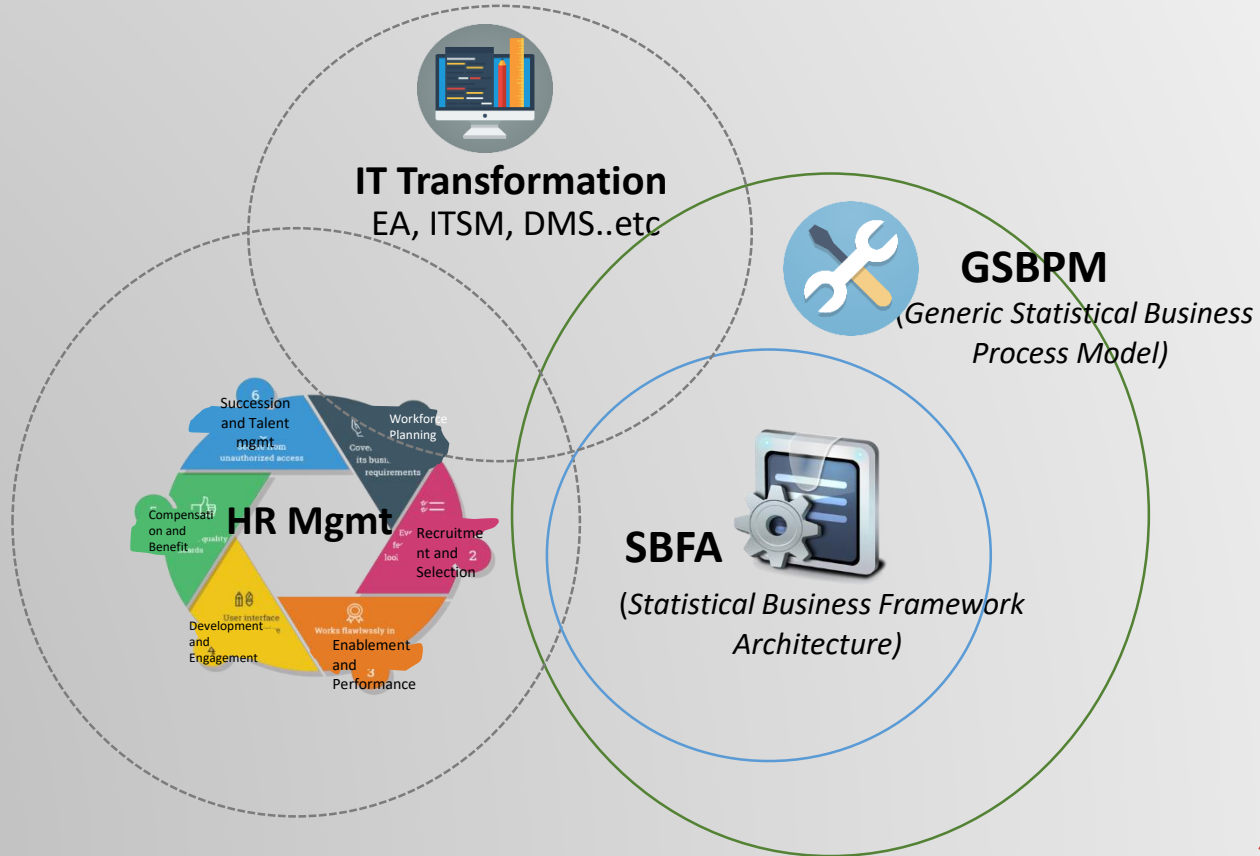 IT Transformation
EA, ITSM, DMS..etc
GSBPM
(Generic Statistical Business
Process Model)
6
Succession
and Talent
mgmt
unauthorized access
Workforce
Planning
its busi.
requirements
HR Mgmt
Compensati
on and
Benefit
quality
Recruitme
nt and
Selection
2
User interface
Development
and
Engagement
Works flawlwssly in
Enablement
and
Performance
3
SBFA
(Statistical Business Framework
Architecture)